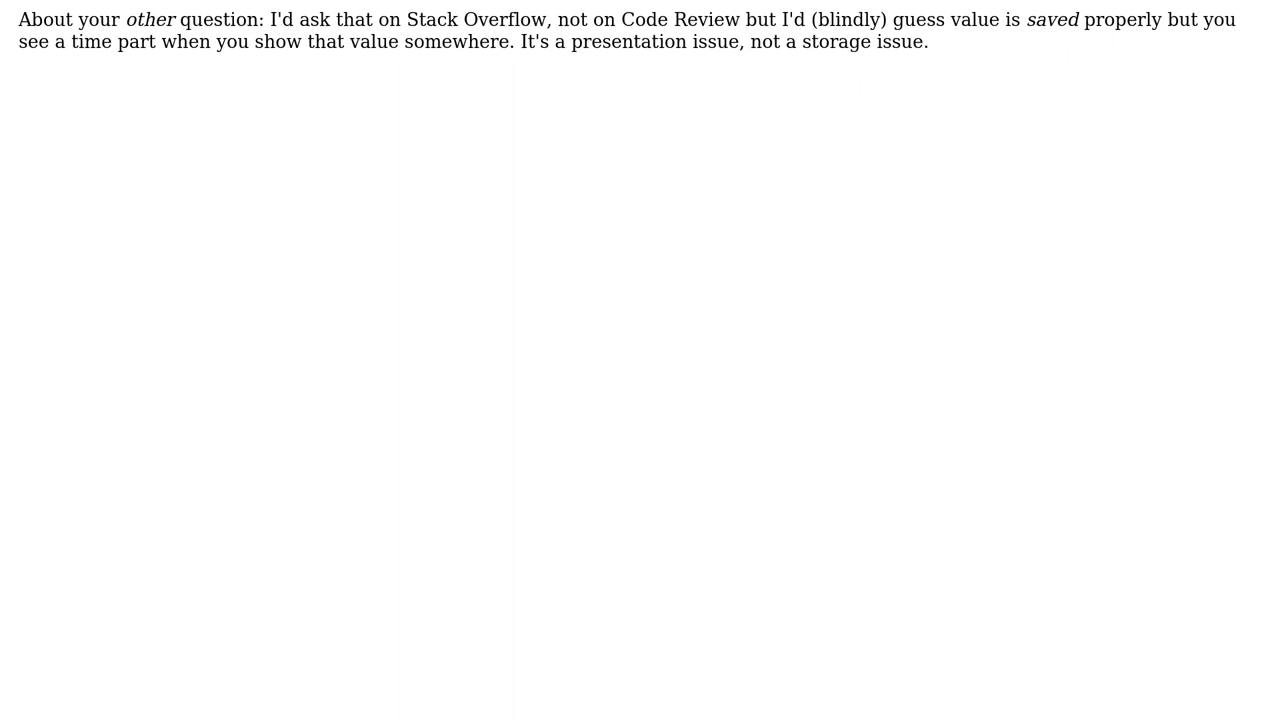 About your other question: I'd ask that on Stack Overflow, not on Code Review but I'd (blindly) guess value is saved properly but you
see a time part when you show that value somewhere. It's a presentation issue, not a storage issue.